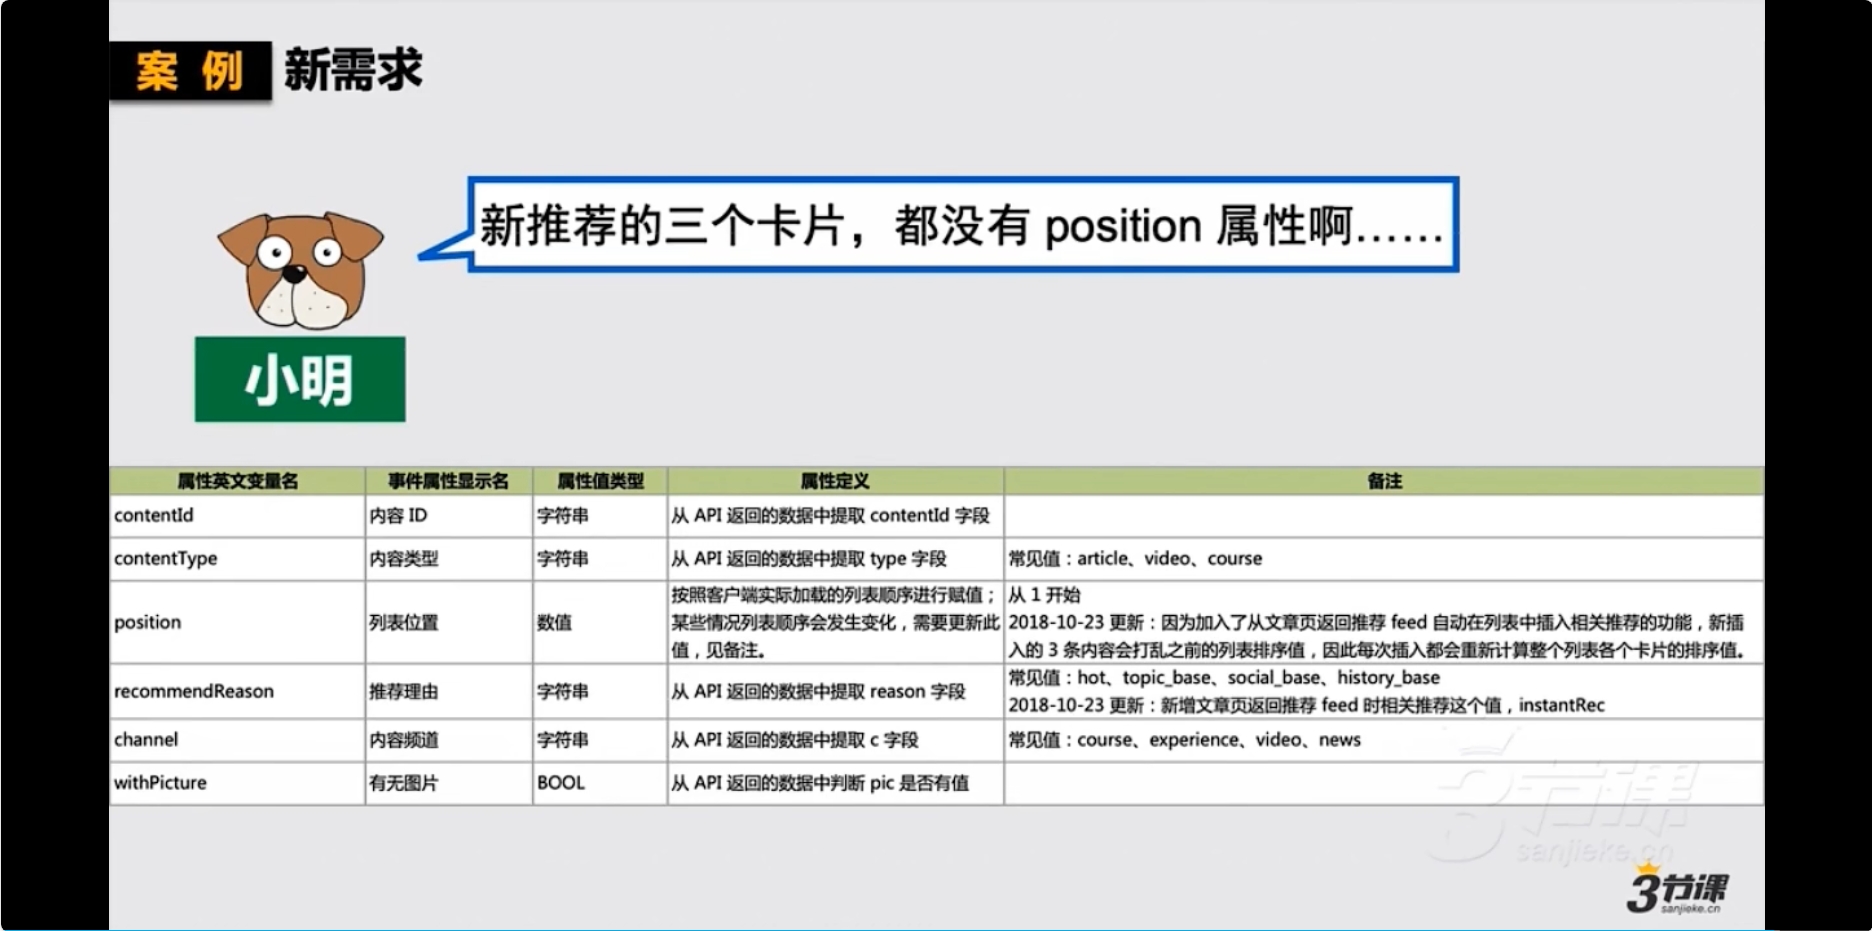 案 例 新需求
新推荐的三个卡片，都没有 position 属性啊……
小明
属性英文变量名 事件属性显示名 属性值类型 属性定义 备注
contentId 内容 ID 字符串 从 API 返回的数据中提取 contentId 字段
contentType 内容类型 字符串 从 API 返回的数据中提取 type 字段 常见值：article、video、course
position 列表位置 数值 按照客户端实际加载的列表顺序进行赋值；
某些情况列表顺序会发生变化，需要更新此
值，见备注。
从 1 开始
2018-10-23 更新：因为加入了从文章页返回推荐 feed 自动在列表中插入相关推荐的功能，新插
入的 3 条内容会打乱之前的列表排序值，因此每次插入都会重新计算整个列表各个卡片的排序值。
recommendReason 推荐理由 字符串 从 API 返回的数据中提取 reason 字段
常见值：hot、topic_base、social_base、history_base
2018-10-23 更新：新增文章页返回推荐 feed 时相关推荐这个值，instantRec
channel 内容频道 字符串 从 API 返回的数据中提取 c 字段 常见值：course、experience、video、news
withPicture 有无图片 BOOL 从 API 返回的数据中判断 pic 是否有值
3节课
sanjieke.cn
3节课
sanjieke.cn